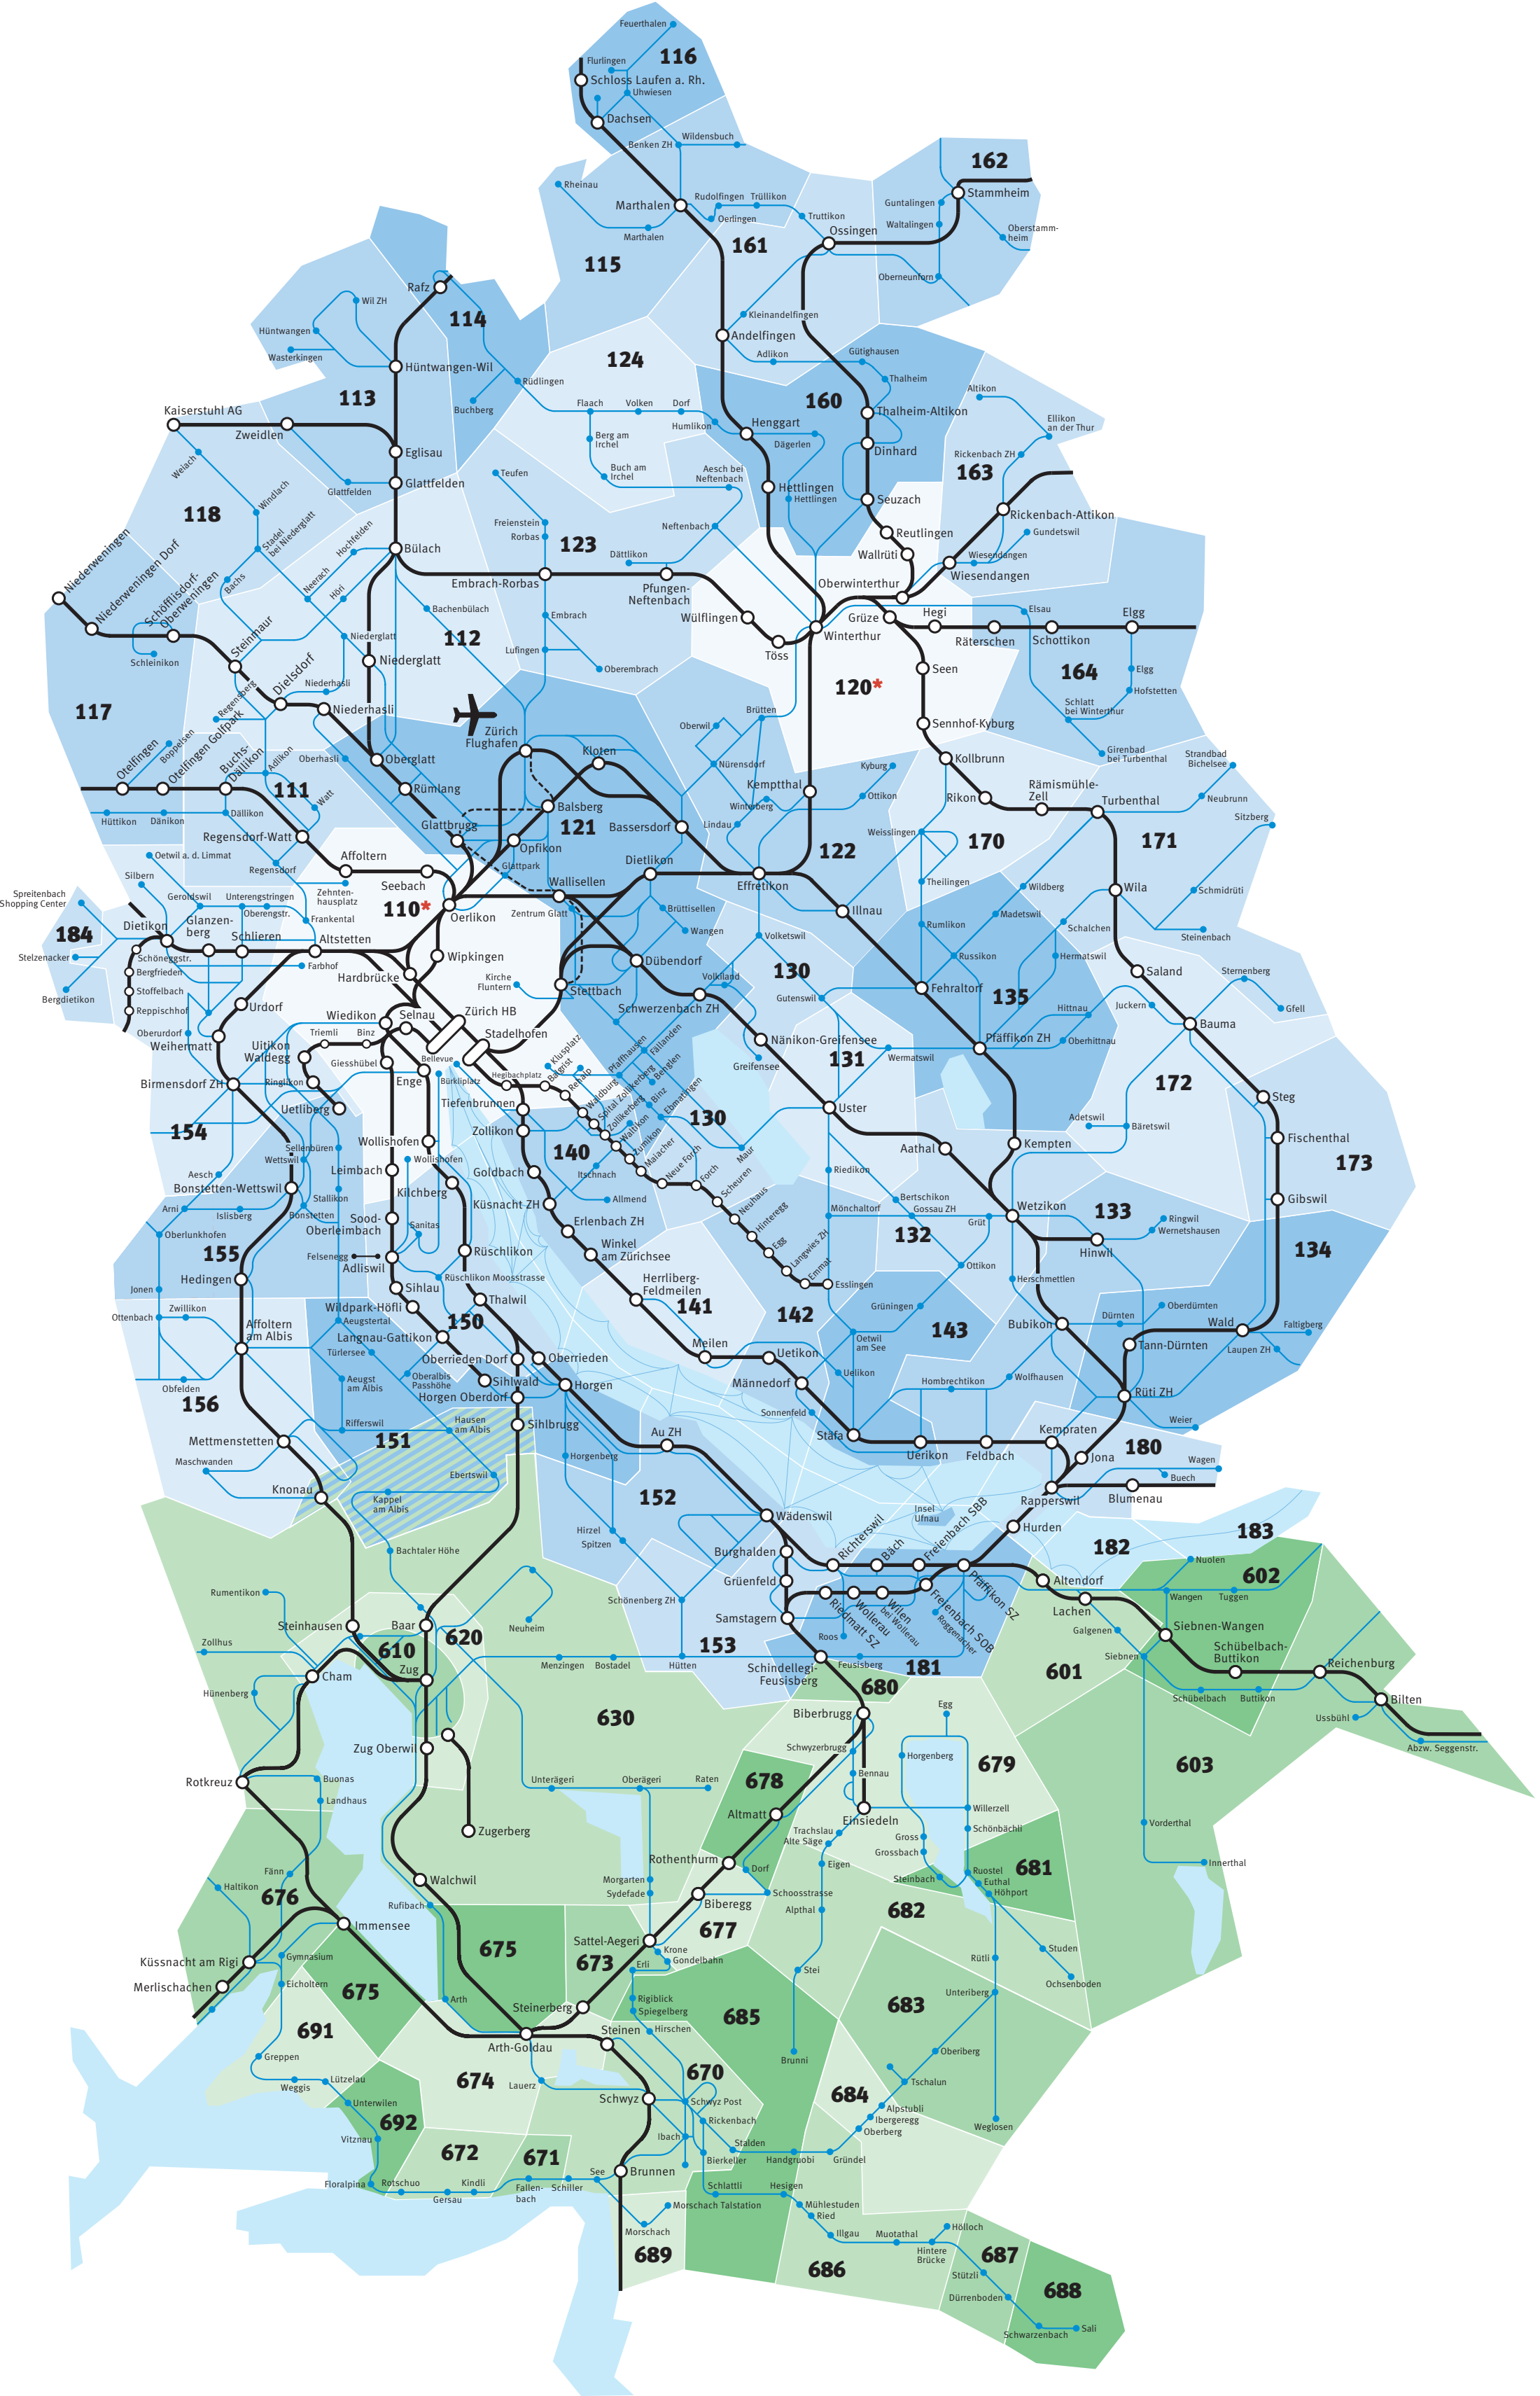 Feuerthalen
116
Flurlingen
Schloss Laufen a. Rh.
Uhwiesen
Dachsen
Wildensbuch
Benken ZH
162
Rheinau
Stammheim
Marthalen
Rudolfingen
Trüllikon
Guntalingen
Oerlingen
Truttikon
Waltalingen
Oberstamm-
heim
Marthalen
Ossingen
161
115
Oberneunforn
Rafz
Wil ZH
114
Kleinandelfingen
Hüntwangen
Andelfingen
Wasterkingen
Adlikon
Gütighausen
124
Hüntwangen-Wil
Rüdlingen
Thalheim
Altikon
113
Buchberg
160
Kaiserstuhl AG
Flaach
Volken
Dorf
Thalheim-Altikon
Zweidlen
Humlikon
Henggart
Ellikon
an der Thur
Berg am
Irchel
Dägerlen
Eglisau
Dinhard
Rickenbach ZH
Welach
Buch am
Irchel
Aesch bei
Neftenbach
163
Teufen
Glattfelden
Glattfelden
Hettlingen
Hettlingen
Seuzach
118
Windlach
Rickenbach-Attikon
Freienstein
Neftenbach
Reutlingen
Gundetswil
Stadel
bei Niederglatt
Rorbas
123
Hochfelden
Wallrüti
Niederweningen
Bülach
Dättlikon
Wiesendangen
Niederweningen Dorf
Schöfflisdorf-
Oberweningen
Bachs
Neerach
Höri
Embrach-Rorbas
Pfungen-
Neftenbach
Oberwinterthur
Wiesendangen
Bachenbülach
Embrach
Wülflingen
Grüze
Hegi
Elsau
Elgg
Steinmaur
Niederglatt
112
Winterthur
Räterschen
Schottikon
Schleinikon
Lufingen
Töss
Niederglatt
Oberembrach
Seen
Elgg
164
Dielsdorf
Niederhasli
120*
Hofstetten
117
Regensberg
Niederhasli
Brütten
Schlatt
bei Winterthur
Oberwil
Sennhof-Kyburg
Zürich
Flughafen
Otelfingen
Boppelsen
Otelfingen Golfpark
Buchs-
Dällikon
Adlikon
Oberhasli
Oberglatt
Kloten
Nürensdorf
Kyburg
Kollbrunn
Girenbad
bei Turbenthal
Strandbad
Bichelsee
111
Rümlang
Kemptthal
Rikon
Rämismühle-
Zell
Turbenthal
Neubrunn
Watt
Balsberg
Winterberg
Ottikon
Hüttikon
Dänikon
Dällikon
Glattbrugg
121
Bassersdorf
Lindau
Sitzberg
Regensdorf-Watt
Opfikon
Weisslingen
170
171
Oetwil a. d. Limmat
Affoltern
122
Regensdorf
Seebach
Glattpark
Dietlikon
Silbern
Zehnten-
hausplatz
Wallisellen
Effretikon
Theilingen
Wildberg
Wila
Schmidrüti
Spreitenbach
Shopping Center
Geroldswil
Unterengstringen
110*
Oberengstr.
Frankental
Oerlikon
Zentrum Glatt
Brüttisellen
Illnau
Madetswil
Dietikon
Glanzen-
berg
Rumlikon
Schalchen
184
Schlieren
Altstetten
Wangen
Volketswil
Steinenbach
Stelzenacker
Schöneggstr.
Wipkingen
Russikon
Hermatswil
Bergfrieden
Farbhof
Hardbrücke
Dübendorf
130
Saland
Kirche
Fluntern
Volkiland
Sternenberg
Bergdietikon
Stoffelbach
Stettbach
Fehraltorf
Gutenswil
135
Gfell
Reppischhof
Urdorf
Selnau
Zürich HB
Schwerzenbach ZH
Hittnau
Juckern
Wiedikon
Oberurdorf
Weihermatt
Triemli
Binz
Stadelhofen
Nänikon-Greifensee
Pfäffikon ZH
Oberhittnau
Bauma
Uitikon
Waldegg
Giesshübel
Bellevue
Klusplatz
Pfaffhausen
Fällanden
Greifensee
131
Wermatswil
Birmensdorf ZH
Ringlikon
Enge
Bürkliplatz
Hegibachplatz
Balgrist
Rehalp
Benglen
172
Uetliberg
Tiefenbrunnen
Waldburg
Spital Zollikerberg
Zollikerberg
Binz
Ebmatingen
Uster
Steg
154
Zollikon
Waltikon
130
Adetswil
Bäretswil
Zumikon
Fischenthal
Sellenbüren
Wollishofen
140
Maiacher
Maur
Aathal
Kempten
Wettswil
Wollishofen
Itschnach
Neue Forch
173
Aesch
Leimbach
Goldbach
Forch
Riedikon
Bonstetten-Wettswil
Stallikon
Kilchberg
Küsnacht ZH
Allmend
Scheuren
Bertschikon
Gibswil
Arni
Islisberg
Bonstetten
Neuhaus
Mönchaltorf
Gossau ZH
Wetzikon
133
Sood-
Oberleimbach
Sanitas
Erlenbach ZH
Hinteregg
132
Grüt
Ringwil
Wernetshausen
Oberlunkhofen
155
Felsenegg
Rüschlikon
Winkel
am Zürichsee
Egg
Hinwil
134
Adliswil
Langwies ZH
Ottikon
Hedingen
Rüschlikon Moosstrasse
Emmat
Herschmettlen
Jonen
Sihlau
Herrliberg-
Feldmeilen
Esslingen
Zwillikon
Wildpark-Höfli
Thalwil
141
142
Grüningen
Oberdürnten
Ottenbach
Aeugstertal
150
Bubikon
Dürnten
Wald
Faltigberg
Affoltern
am Albis
Langnau-Gattikon
143
Meilen
Oetwil
am See
Tann-Dürnten
Laupen ZH
Türlersee
Oberrieden Dorf
Oberrieden
Uetikon
Oberalbis
Passhöhe
Sihlwald
Uelikon
Wolfhausen
Obfelden
Aeugst
am Albis
Horgen
Männedorf
Hombrechtikon
Rüti ZH
156
Horgen Oberdorf
Sonnenfeld
Rifferswil
Hausen
am Albis
Sihlbrugg
Au ZH
Stäfa
Kempraten
Weier
Mettmenstetten
151
Uerikon
Feldbach
180
Maschwanden
Horgenberg
Jona
Wagen
Ebertswil
Buech
Knonau
Kappel
am Albis
152
Rapperswil
Blumenau
Wädenswil
Insel
Ufnau
Hirzel
Hurden
Spitzen
183
Bachtaler Höhe
Burghalden
Richterswil
Bäch
Freienbach SBB
182
Nuolen
602
Grüenfeld
Altendorf
Rumentikon
Schönenberg ZH
Pfäffikon SZ
Wangen
Tuggen
Lachen
Neuheim
Samstagern
Riedmatt SZ
Wollerau
Wilen
bei Wollerau
Freienbach SOB
Roggenacher
Steinhausen
Baar
Galgenen
Siebnen-Wangen
Zollhus
620
Roos
610
153
Schübelbach-
Buttikon
Zug
Menzingen
Bostadel
Hütten
Schindellegi-
Feusisberg
Feusisberg
181
601
Siebnen
Reichenburg
Cham
680
Hünenberg
Schübelbach
Buttikon
Bilten
630
Biberbrugg
Egg
Ussbühl
Zug Oberwil
Schwyzerbrugg
Horgenberg
679
Abzw. Seggenstr.
603
Rotkreuz
Buonas
Bennau
Unterägeri
Oberägeri
Raten
678
Landhaus
Altmatt
Einsiedeln
Willerzell
Zugerberg
Trachslau
Schönbächli
Vorderthal
Alte Säge
Gross
Rothenthurm
Grossbach
Fänn
Walchwil
Eigen
681
Innerthal
Dorf
Ruostel
Haltikon
Morgarten
Steinbach
Euthal
676
Sydefade
Schoosstrasse
Höhport
Rufibach
Biberegg
Alpthal
682
Immensee
677
Sattel-Aegeri
675
Krone
Studen
Gymnasium
673
Gondelbahn
Küssnacht am Rigi
Erli
Rütli
Stei
Merlischachen
Eicholtern
675
Ochsenboden
Arth
Rigiblick
Unteriberg
Steinerberg
Spiegelberg
685
683
691
Hirschen
Steinen
Arth-Goldau
Greppen
Oberiberg
Brunni
674
670
Weggis
Lützelau
Lauerz
Tschalun
Unterwilen
Schwyz
Schwyz Post
684
692
Alpstubli
Rickenbach
Ibergeregg
Weglosen
Vitznau
Oberberg
Ibach
672
671
Stalden
Handgruobi
Gründel
Bierkeller
Floralpina
Rotschuo
Kindli
See
Brunnen
Gersau
Fallen-
bach
Schiller
Schlattli
Hesigen
Morschach Talstation
Mühlestuden
Ried
Morschach
Illgau
Muotathal
Hölloch
Hintere
Brücke
689
686
687
Stützli
688
Dürrenboden
Schwarzenbach
Sali